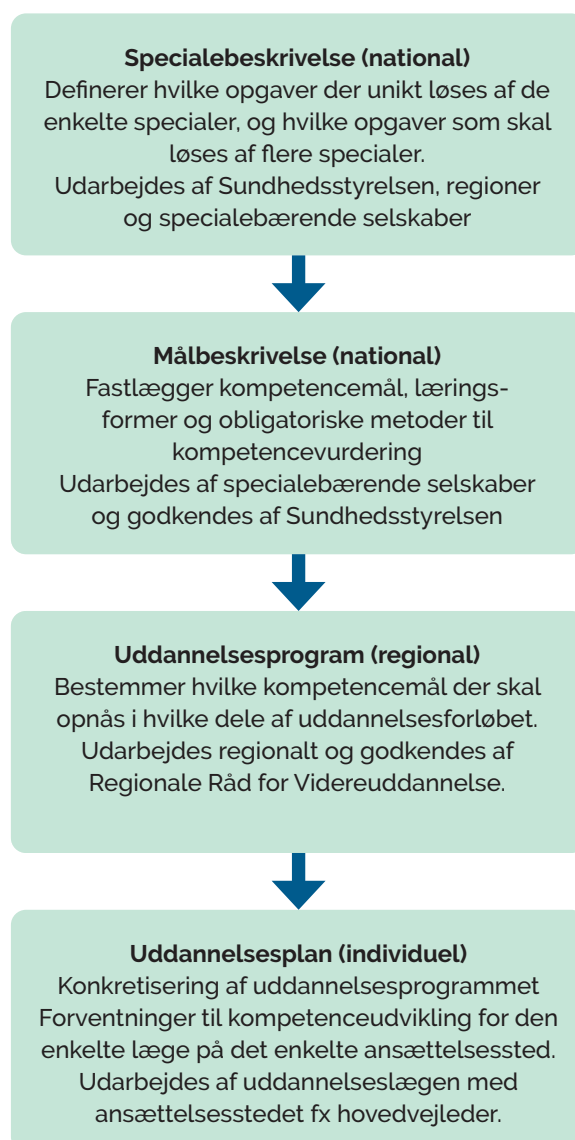 Specialebeskrivelse (national)
Definerer hvilke opgaver der unikt løses af de
enkelte specialer, og hvilke opgaver som skal
løses af flere specialer.
Udarbejdes af Sundhedsstyrelsen, regioner
og specialebærende selskaber
Målbeskrivelse (national)
Fastlægger kompetencemål, lærings-
former og obligatoriske metoder til
kompetencevurdering
Udarbejdes af specialebærende selskaber
og godkendes af Sundhedsstyrelsen
Uddannelsesprogram (regional)
Bestemmer hvilke kompetencemål der skal
opnås i hvilke dele af uddannelsesforløbet.
Udarbejdes regionalt og godkendes af
Regionale Råd for Videreuddannelse.
Uddannelsesplan (individuel)
Konkretisering af uddannelsesprogrammet
Forventninger til kompetenceudvikling for den
enkelte læge på det enkelte ansættelsessted.
Udarbejdes af uddannelseslægen med
ansættelsesstedet fx hovedvejleder.